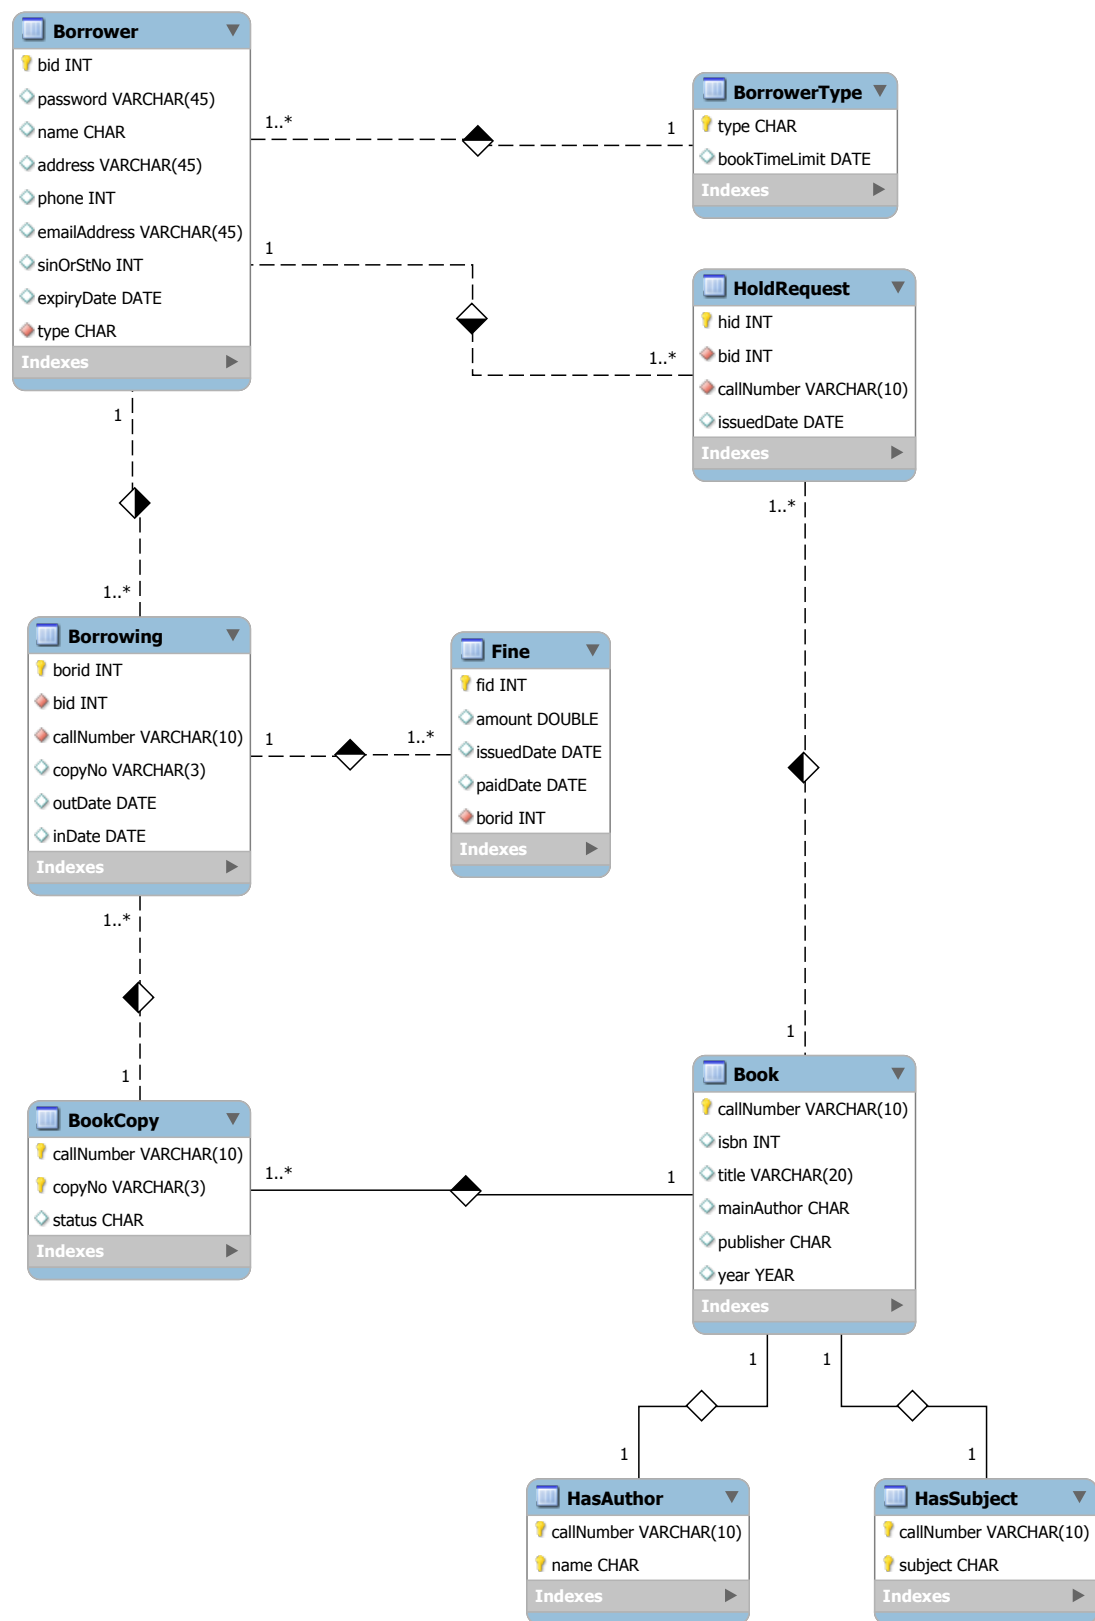 Borrower
bid INT
password VARCHAR(45)
name CHAR
address VARCHAR(45)
phone INT
emailAddress VARCHAR(45)
sinOrStNo INT
expiryDate DATE
type CHAR
Indexes
1..*
1
BorrowerType
type CHAR
bookTimeLimit DATE
Indexes
1
1..*
HoldRequest
hid INT
bid INT
callNumber VARCHAR(10)
issuedDate DATE
Indexes
1
1..*
1..*
1
Borrowing
borid INT
bid INT
callNumber VARCHAR(10)
copyNo VARCHAR(3)
outDate DATE
inDate DATE
Indexes
1
1..*
Fine
fid INT
amount DOUBLE
issuedDate DATE
paidDate DATE
borid INT
Indexes
1..*
1
BookCopy
callNumber VARCHAR(10)
copyNo VARCHAR(3)
status CHAR
Indexes
1..*
1
Book
callNumber VARCHAR(10)
isbn INT
title VARCHAR(20)
mainAuthor CHAR
publisher CHAR
year YEAR
Indexes
1
1
1
1
HasAuthor
callNumber VARCHAR(10)
name CHAR
Indexes
HasSubject
callNumber VARCHAR(10)
subject CHAR
Indexes